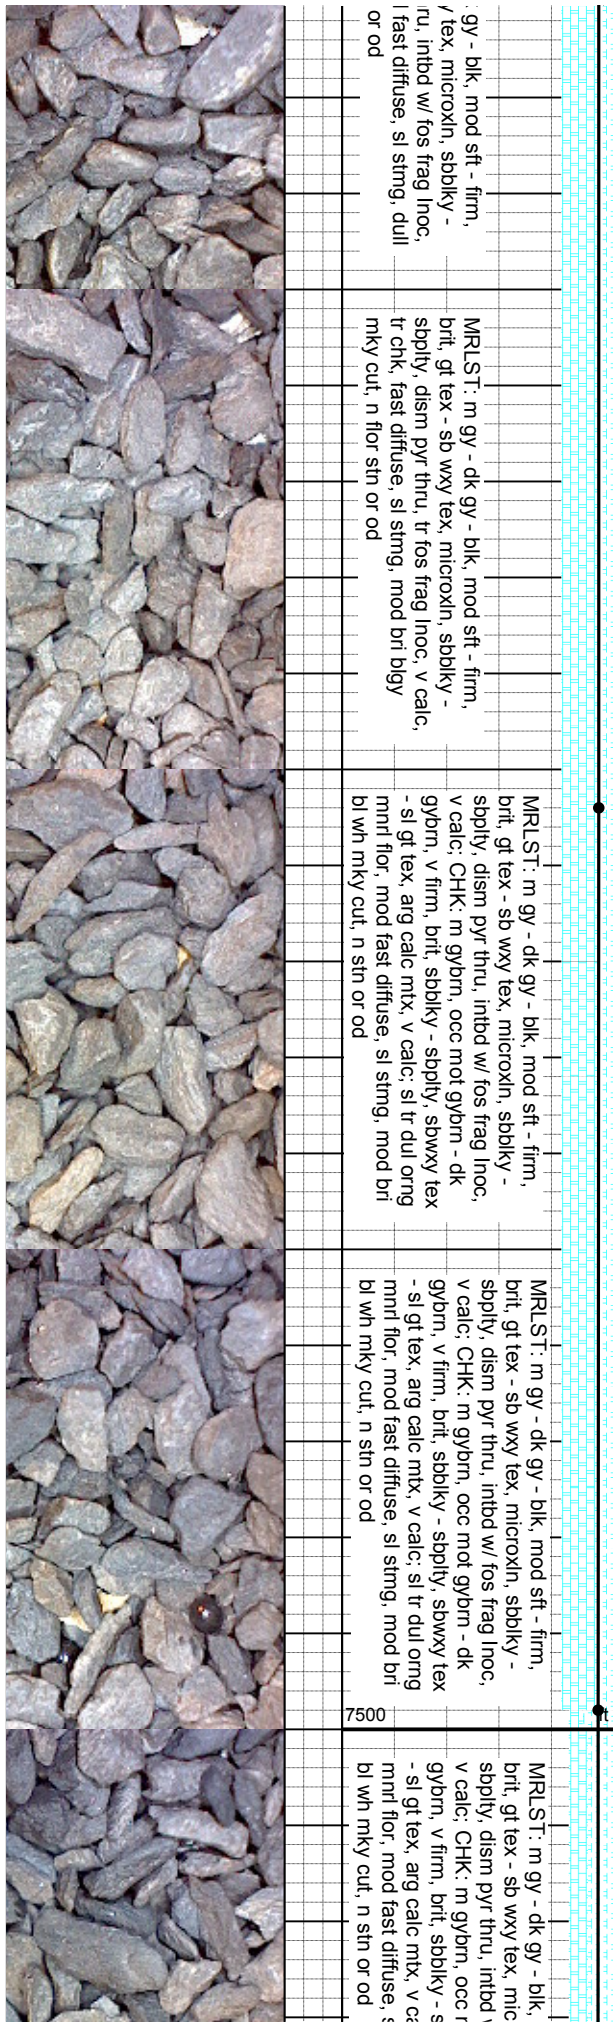 : gy - blk, mod sft - firm,
y tex, microxln, sbblky -
ru, intbd w/ fos frag Inoc,
l fast diffuse, sl stmg, dull
or od
MRLST: m gy - dk gy - blk, mod sft - firm,
brit, gt tex - sb wxy tex, microxln, sbblky -
sbplty, dism pyr thru, tr fos frag Inoc, v calc,
tr chk, fast diffuse, sl stmg, mod bri blgy
mky cut, n flor stn or od
MRLST: m gy - dk gy - blk, mod sft - firm,
brit, gt tex - sb wxy tex, microxln, sbblky -
sbplty, dism pyr thru, intbd w/ fos frag Inoc,
v calc; CHK: m gybrn, occ mot gybrn - dk
gybrn, v firm, brit, sbblky - sbplty, sbwxy tex
- sl gt tex, arg calc mtx, v calc; sl tr dul orng
mnrl flor, mod fast diffuse, sl stmg, mod bri
bl wh mky cut, n stn or od
MRLST: m gy - dk gy - blk, mod sft - firm,
brit, gt tex - sb wxy tex, microxln, sbblky -
sbplty, dism pyr thru, intbd w/ fos frag Inoc,
v calc; CHK: m gybrn, occ mot gybrn - dk
gybrn, v firm, brit, sbblky - sbplty, sbwxy tex
- sl gt tex, arg calc mtx, v calc; sl tr dul orng
mnrl flor, mod fast diffuse, sl stmg, mod bri
bl wh mky cut, n stn or od
7500
ft
MRLST: m gy - dk gy - blk,
brit, gt tex - sb wxy tex, mic
sbplty, dism pyr thru, intbd
v calc; CHK: m gybrn, occ
gybrn, v firm, brit, sbblky - s
- sl gt tex, arg calc mtx, v ca
mnrl flor, mod fast diffuse, s
bl wh mky cut, n stn or od